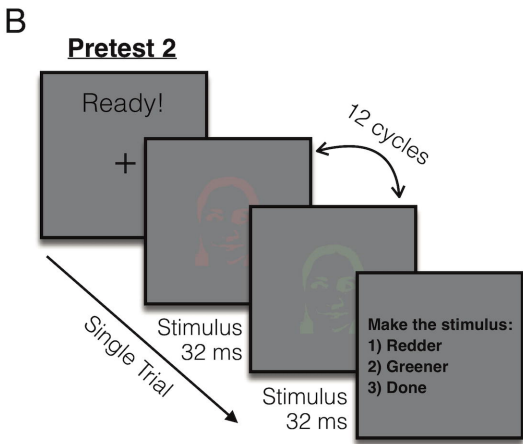 B
Pretest 2
Ready!
+
12 cycles
Single Trial
Stimulus
32 ms
Stimulus
32 ms
Make the stimulus:
1) Redder
2) Greener
3) Done